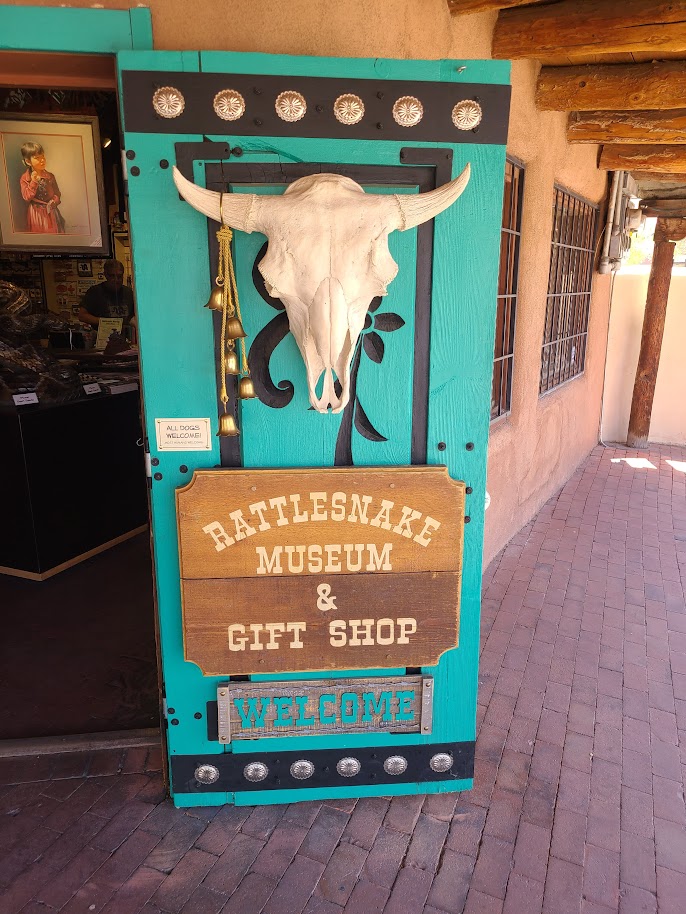 ALL DOGS
WELCOME!
RATTLESNAKE
MUSEUM
&
GIFT SHOP
WELCOME